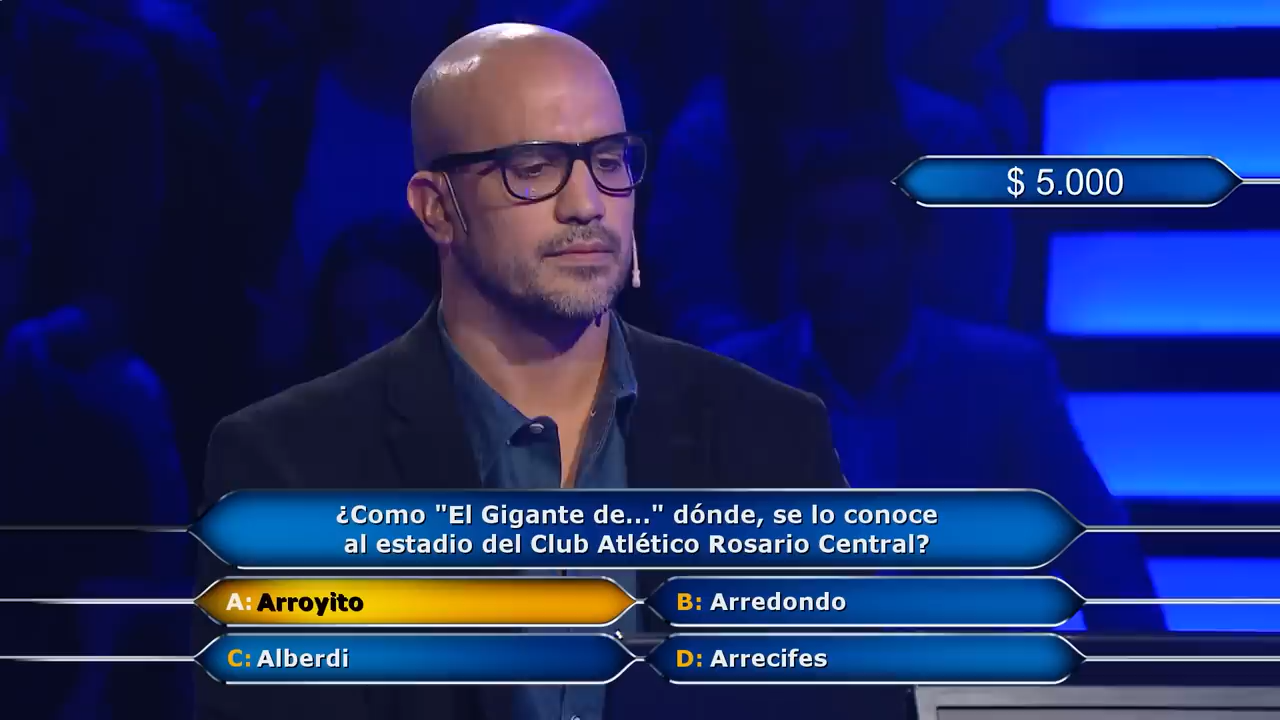 $ 5.000
¿Como "El Gigante de..." dónde, se lo conoce
al estadio del Club Atlético Rosario Central?
A: Arroyito
B: Arredondo
C: Alberdi
D: Arrecifes